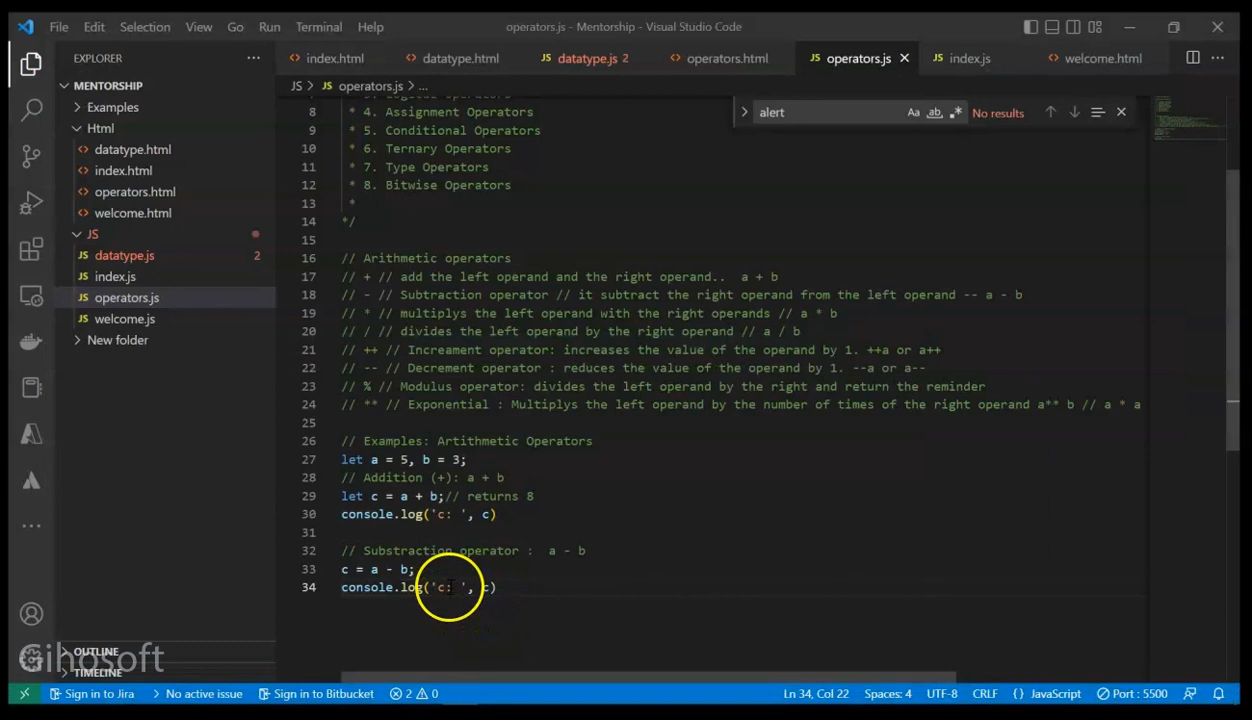 File Edit Selection View Go Run Terminal Help operators.js - Mentorship - Visual Studio Code
EXPLORER ...
index.html datatype.html datatype.js 2 operators.html operators.js index.js welcome.html ...
MENTORSHIP
Examples
Html
datatype.html
index.html
operators.html
welcome.html
JS
datatype.js 2
index.js
operators.js
welcome.js
New folder
OUTLINE
TIMELINE
Gihosoft
JS > JS operators.js > ...
alert Aa ab .* No results
8 * 4. Assignment Operators
9 * 5. Conditional Operators
10 * 6. Ternary Operators
11 * 7. Type Operators
12 * 8. Bitwise Operators
13 *
14 */
15
16 // Arithmetic operators
17 // + // add the left operand and the right operand.. a + b
18 // - // Subtraction operator // it subtract the right operand from the left operand -- a - b
19 // * // multiplys the left operand with the right operands // a * b
20 // / // divides the left operand by the right operand // a / b
21 // ++ // Increament operator: increases the value of the operand by 1. ++a or a++
22 // -- // Decrement operator : reduces the value of the operand by 1. --a or a--
23 // % // Modulus operator: divides the left operand by the right and return the reminder
24 // ** // Exponential : Multiplys the left operand by the number of times of the right operand a** b // a * a
25
26 // Examples: Artithmetic Operators
27 let a = 5, b = 3;
28 // Addition (+): a + b
29 let c = a + b;// returns 8
30 console.log('c: ', c)
31
32 // Substraction operator : a - b
33 c = a - b;
34 console.log('c: ', c)
Sign in to Jira No active issue Sign in to Bitbucket 2 0 Ln 34, Col 22 Spaces: 4 UTF-8 CRLF {} JavaScript Port : 5500